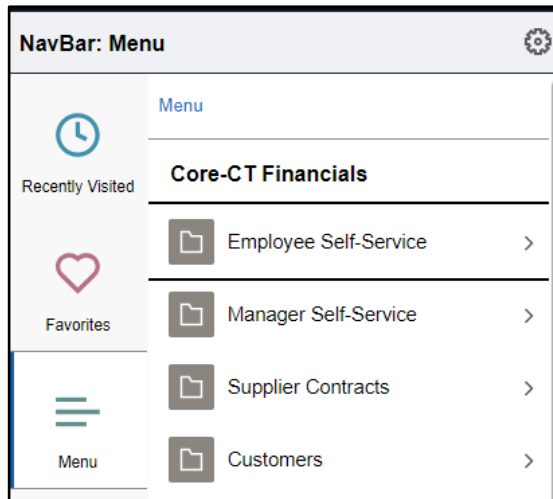 NavBar: Menu
Recently Visited
Favorites
Menu
Menu
Core-CT Financials
Employee Self-Service
Manager Self-Service
Supplier Contracts
Customers